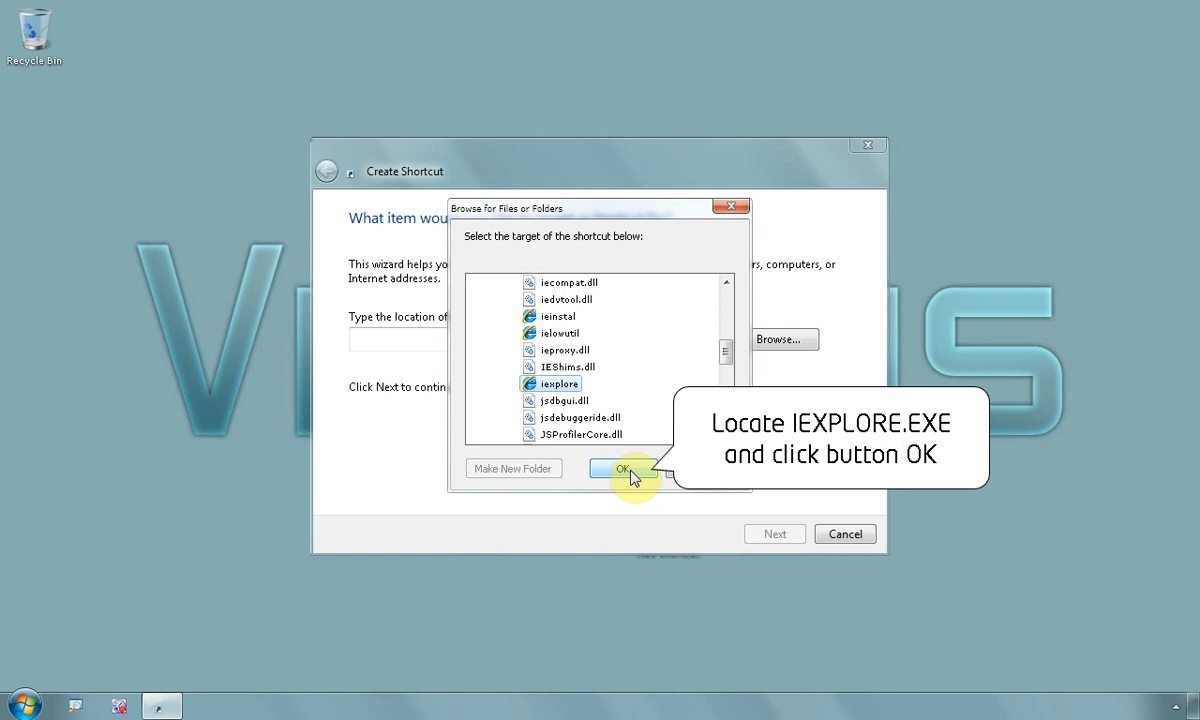 Recycle Bin
Create Shortcut
What item wou
Browse for Files or Folders
Select the target of the shortcut below:
This wizard helps yo
rs, computers, or
Internet addresses.
Type the location of
Browse...
Click Next to contin
iecompat.dll
iedvtool.dll
ieinstal
ielowutil
ieproxy.dll
IEShims.dll
iexplore
jsdbgui.dll
jsdebuggeride.dll
JSProfilerCore.dll
Make New Folder
OK
Locate IEXPLORE.EXE
and click button OK
Next
Cancel